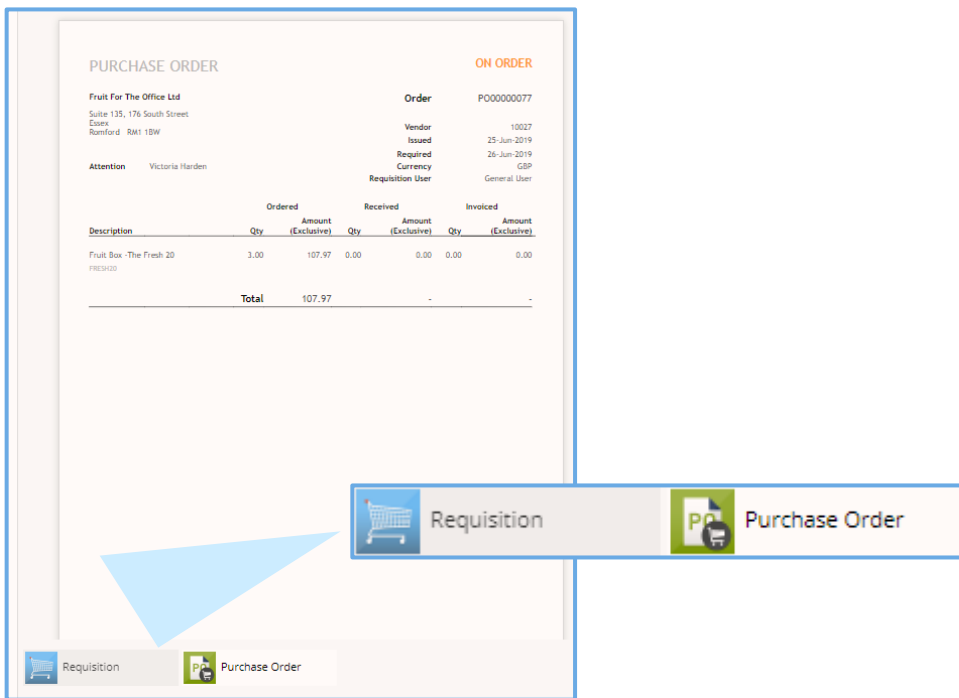 PURCHASE ORDER ON ORDER
Fruit For The Office Ltd Order PO00000077
Suite 135, 176 South Street
Essex Vendor 10027
Romford RM1 1BW
Issued 25-Jun-2019
Required 26-Jun-2019
Attention Victoria Harden Currency GBP
Requisition User General User
Ordered Received Invoiced
Amount Amount Amount
Description Qty (Exclusive) Qty (Exclusive) Qty (Exclusive)
Fruit Box -The Fresh 20 3.00 107.97 0.00 0.00 0.00 0.00
FRESH20
Total 107.97 - -
Requisition PO Purchase Order
Requisition PO Purchase Order